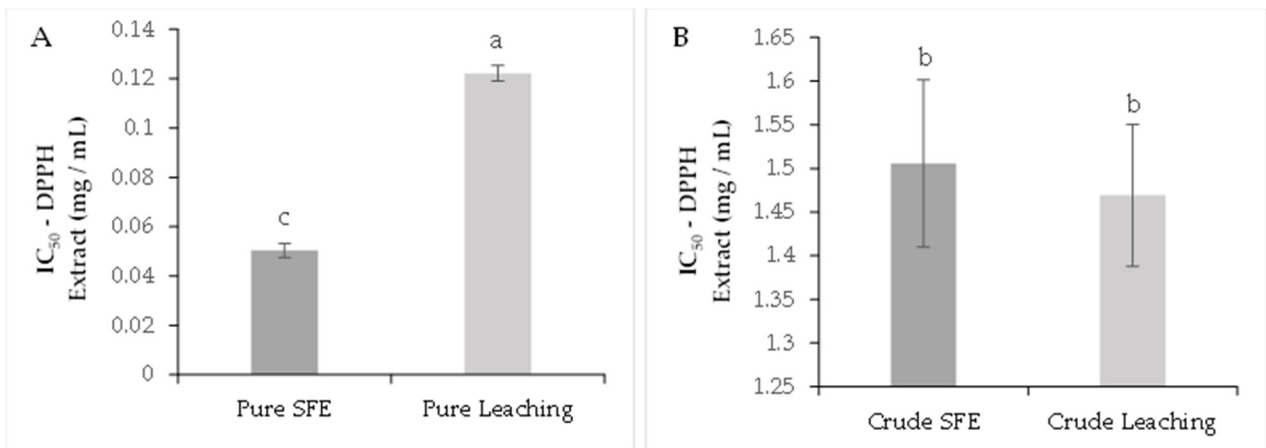 A
IC50 - DPPH
Extract (mg / mL)
0.14
0.12
0.1
0.08
0.06
0.04
0.02
0
c
a
Pure SFE
Pure Leaching
B
IC50 - DPPH
Extract (mg / mL)
1.65
1.6
1.55
1.5
1.45
1.4
1.35
1.3
1.25
b
b
Crude SFE
Crude Leaching